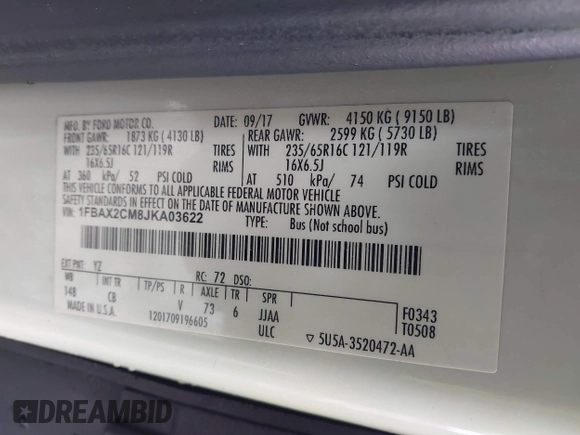 MFD. BY FORD MOTOR CO.
DATE: 09/17 GVWR: 4150 KG ( 9150 LB)
FRONT GAWR: 1873 KG ( 4130 LB) REAR GAWR: 2599 KG ( 5730 LB)
WITH 235/65R16C 121/119R TIRES WITH 235/65R16C 121/119R TIRES
16X6.5J RIMS 16X6.5J RIMS
AT 360 kPa/ 52 PSI COLD AT 510 kPa/ 74 PSI COLD
THIS VEHICLE CONFORMS TO ALL APPLICABLE FEDERAL MOTOR VEHICLE
SAFETY STANDARDS IN EFFECT ON THE DATE OF MANUFACTURE SHOWN ABOVE.
VIN: 1FBAX2CM8JKA03622
TYPE: Bus (Not school bus)
EXT PNT: YZ RC: 72 DSO:
WB INT TR TP/PS R AXLE TR SPR
148 CB V 73 6 JJAA
MADE IN U.S.A. 1201709196605 ULC
F0343
T0508
▽ 5U5A-3520472-AA
DREAMBID